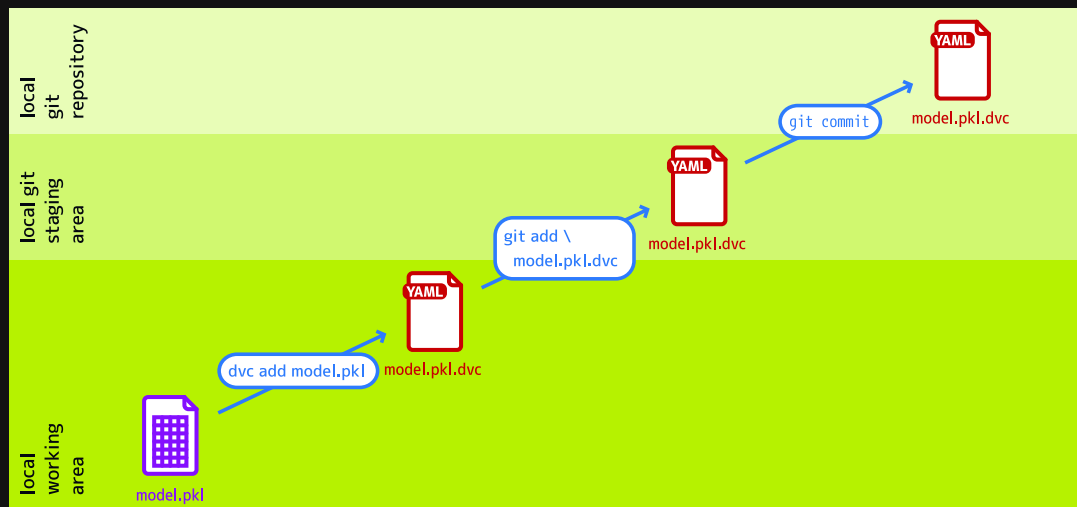 local
git
repository
YAML
model.pkl.dvc
git commit
local git
staging
area
YAML
model.pkl.dvc
git add \
model.pkl.dvc
YAML
model.pkl.dvc
dvc add model.pkl
local
working
area
model.pkl